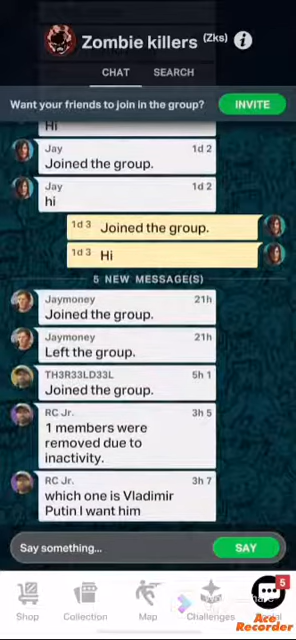 Zombie killers (Zks) i
CHAT SEARCH
Want your friends to join in the group? INVITE
Hi
Jay 1d 2
Joined the group.
Jay 1d 2
hi
1d 3 Joined the group.
1d 3 Hi
5 NEW MESSAGE(S)
Jaymoney 21h
Joined the group.
Jaymoney 21h
Left the group.
TH3R33LD33L 5h 1
Joined the group.
RC Jr. 3h 5
1 members were
removed due to
inactivity.
RC Jr. 3h 7
which one is Vladimir
Putin I want him
Say something... SAY
5
Shop Collection Map Challenges
Ace
Recorder